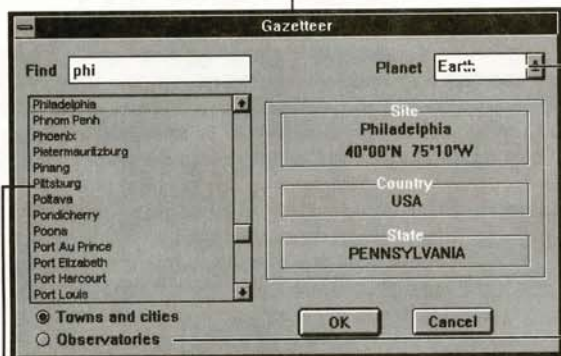 Gazetteer
Find phi
Planet Earth
Philadelphia
Phnom Penh
Phoenix
Pietermauritzburg
Pinang
Pittsburg
Poltava
Pondicherry
Poona
Port Au Prince
Port Elizabeth
Port Harcourt
Port Louis
Towns and cities
Observatories
Site
Philadelphia
40°00'N 75°10'W
Country
USA
State
PENNSYLVANIA
OK
Cancel